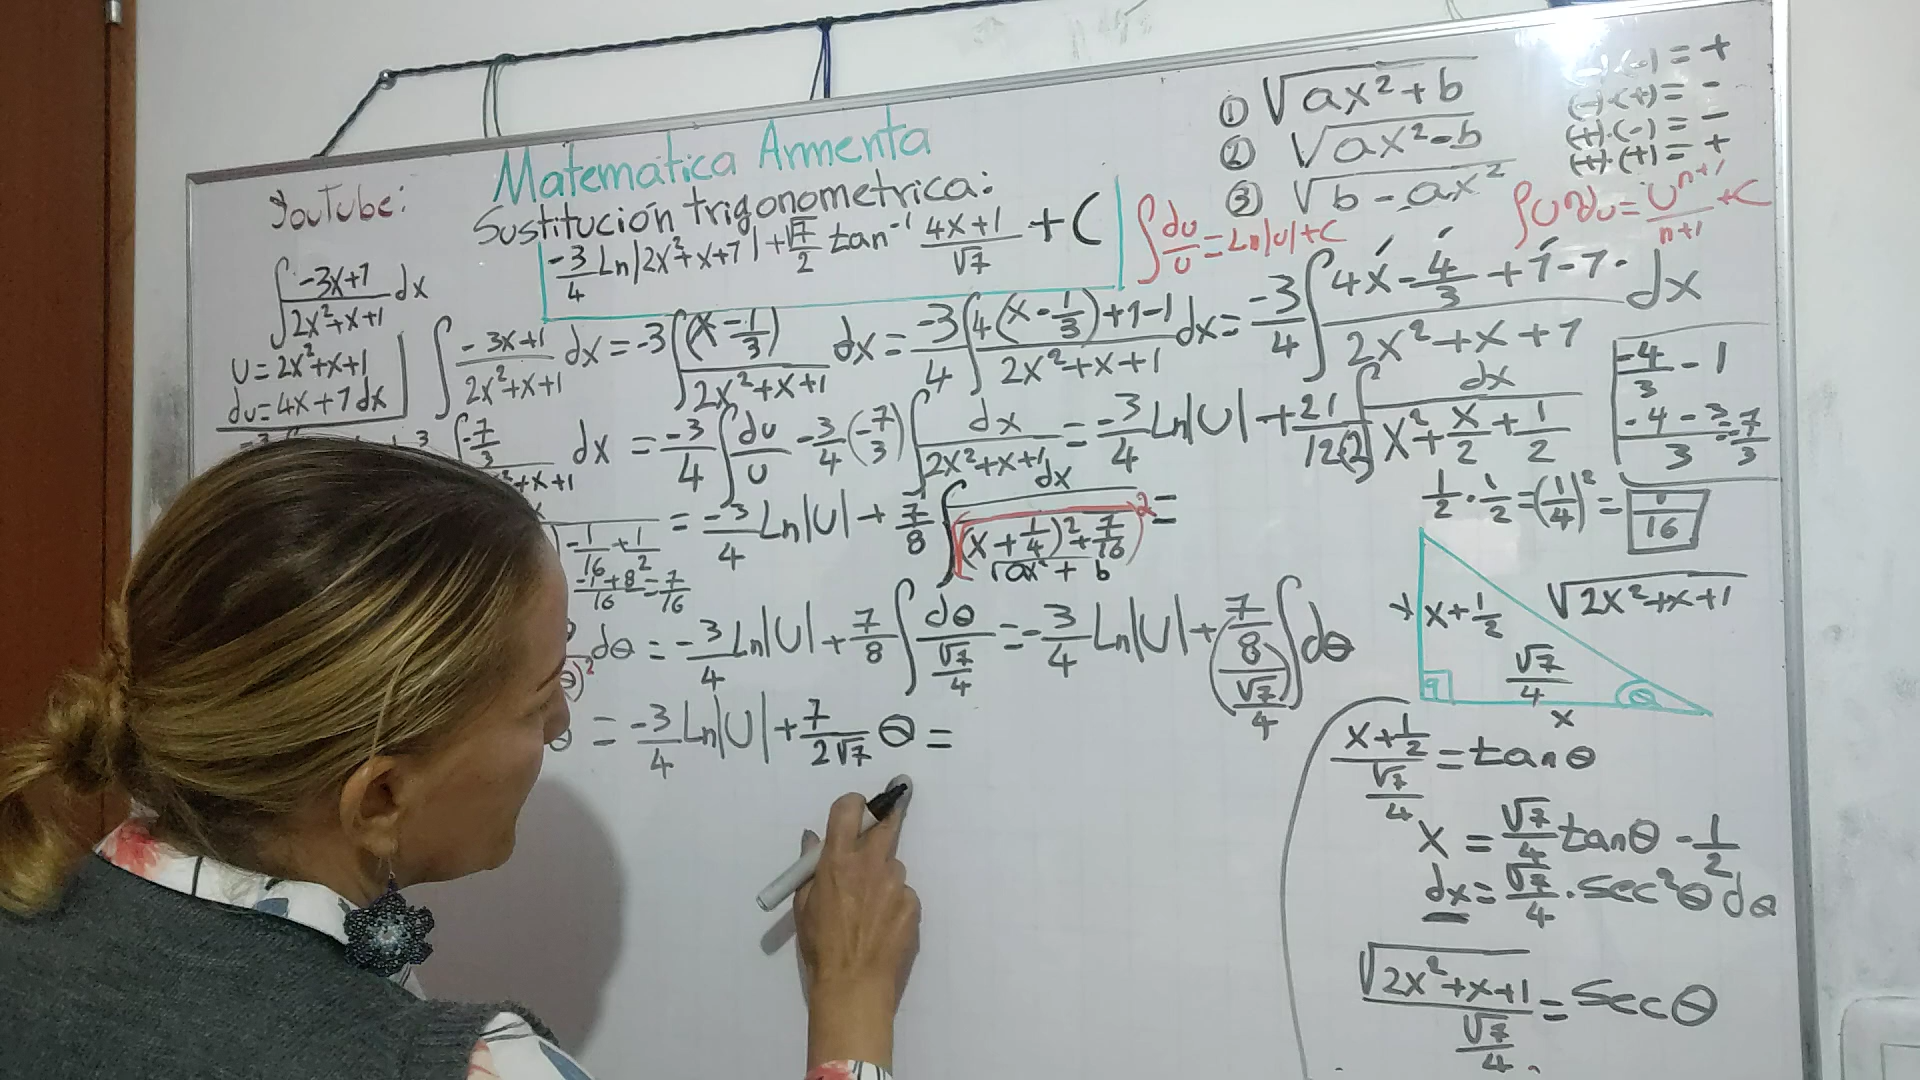 Matematica Armenta
YouTube:
Sustitución trigonometrica:
-3/4 Ln|2x²+x+1| + √7/2 tan⁻¹ 4x+1/√7 + C
∫ du/u = Ln|u|+C
① √ax²+b
② √ax²-b
③ √b-ax²
(-)·(-) = +
(-)·(+) = -
(+)·(-) = -
(+)·(+) = +
∫uⁿdu = uⁿ⁺¹/n+1 + C
∫ -3x+1/2x²+x+1 dx
u = 2x²+x+1
du = 4x+1 dx
∫ -3x+1/2x²+x+1 dx = -3∫ (x-1/3)/2x²+x+1 dx = -3/4 ∫ 4(x-1/3)+1-1/2x²+x+1 dx = -3/4 ∫ 4x-4/3+1-1/2x²+x+1 dx
-4/3 - 1
-4-3/3 = -7/3
dx = -3/4 ∫ du/u - 3/4 (-7/3) ∫ dx/2x²+x+1 = -3/4 Ln|U| + 21/12(2) ∫ dx/x²+x/2+1/2
1/2 · 1/2 = (1/4)² = 1/16
-1/16 + 1/2
-1+8/16 = 7/16
= -3/4 Ln|U| + 7/8 ∫ dx/(√(x+1/4)²+7/16)² =
√ax²+b
dθ = -3/4 Ln|U| + 7/8 ∫ dθ/√7/4 = -3/4 Ln|U| + (7/8/√7/4) ∫dθ
θ = -3/4 Ln|U| + 7/2√7 θ =
x+1/2
√2x²+x+1
√7/4
θ
x
x+1/2/√7/4 = tanθ
x = √7/4 tanθ - 1/2
dx = √7/4 · sec²θ dθ
√2x²+x+1/√7/4 = secθ